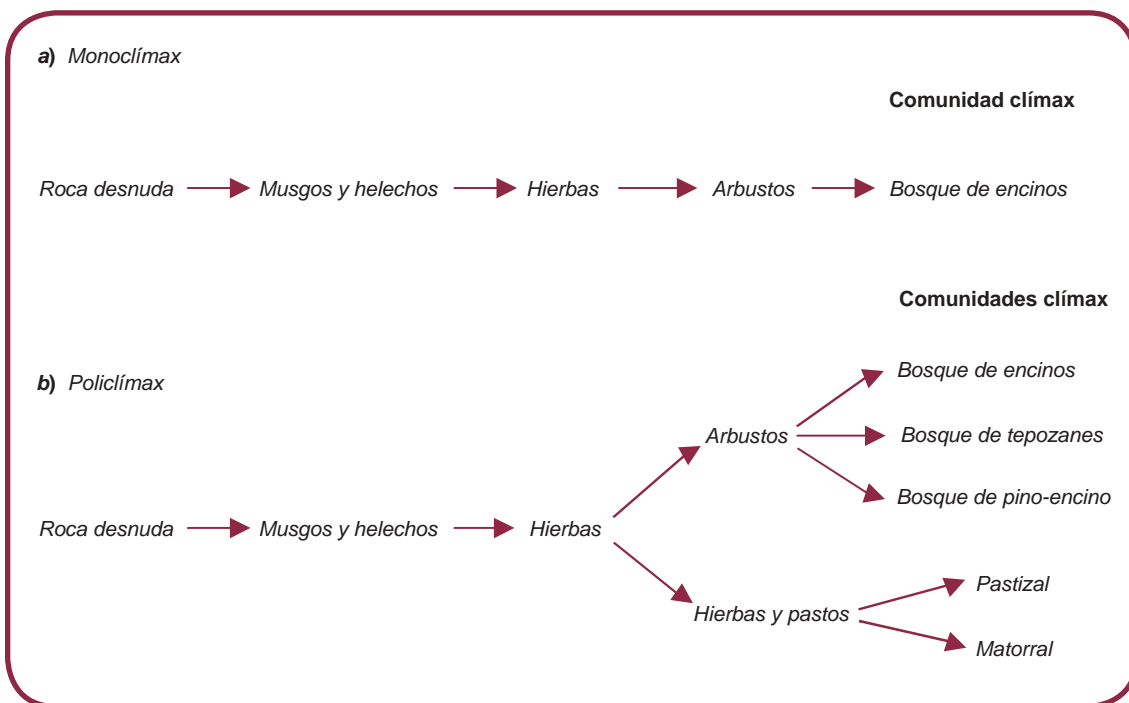 a) Monoclímax
Comunidad clímax
Roca desnuda Musgos y helechos Hierbas Arbustos Bosque de encinos
Comunidades clímax
b) Policlímax
Bosque de encinos
Arbustos Bosque de tepozanes
Bosque de pino-encino
Roca desnuda Musgos y helechos Hierbas
Pastizal
Hierbas y pastos
Matorral